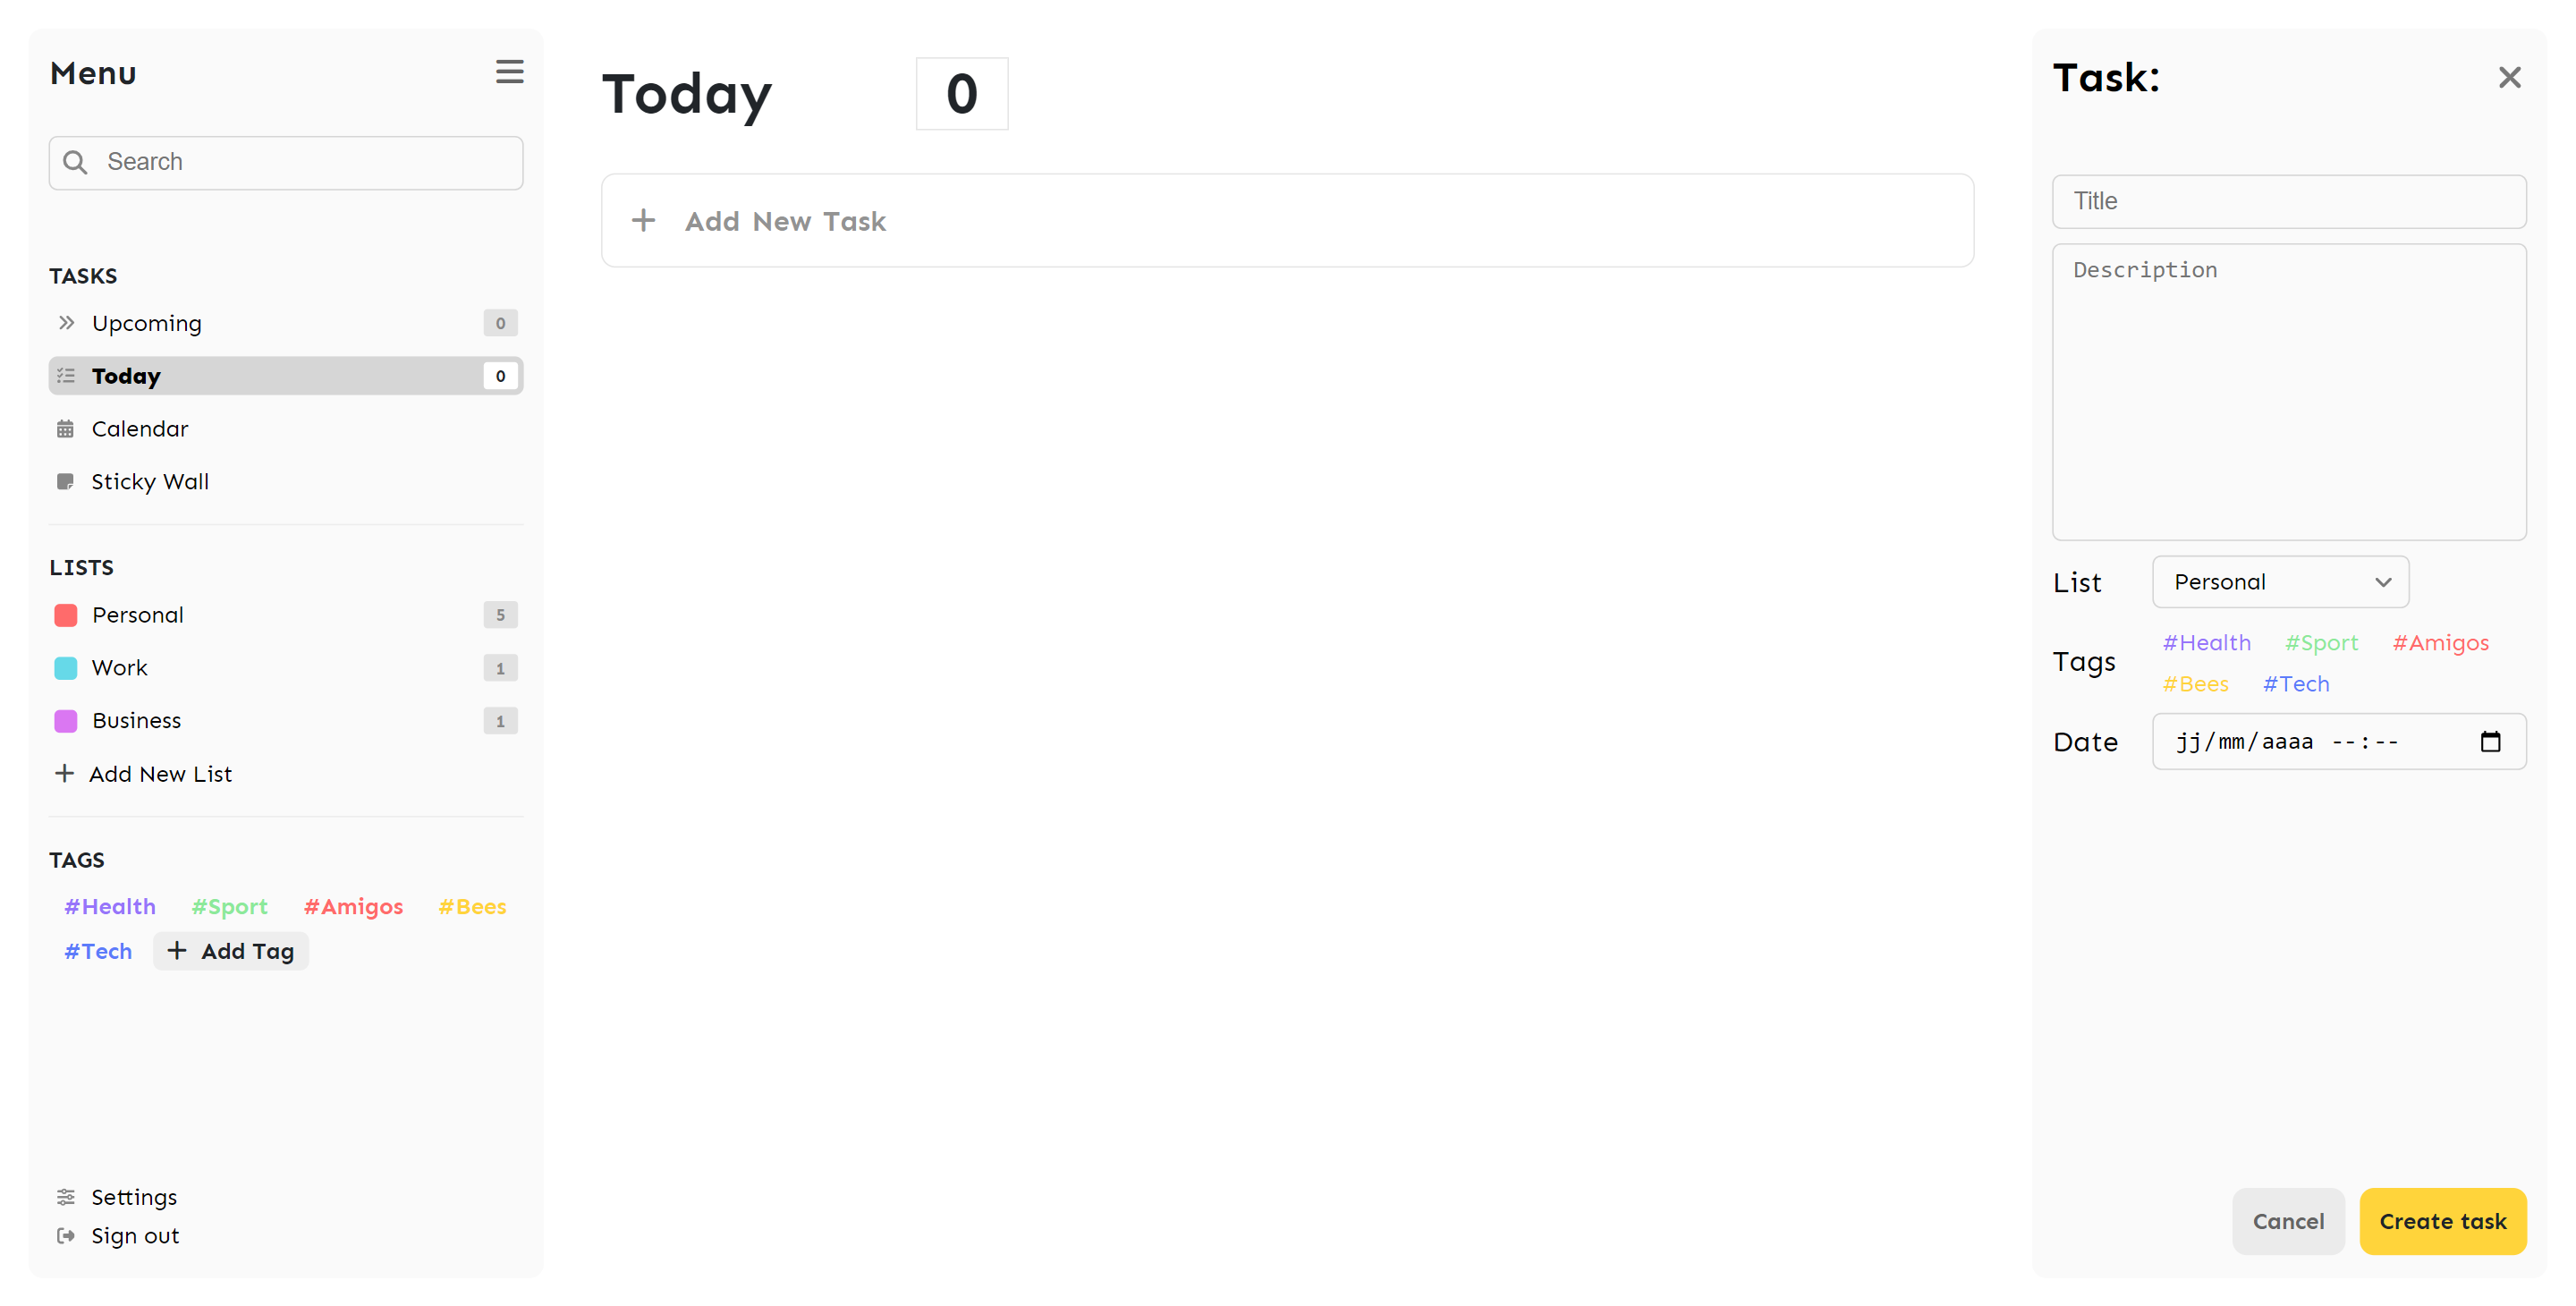 Menu
Search
TASKS
Upcoming 0
Today 0
Calendar
Sticky Wall
LISTS
Personal 5
Work 1
Business 1
Add New List
TAGS
#Health #Sport #Amigos #Bees
#Tech + Add Tag
Settings
Sign out
Today 0
+ Add New Task
Task:
Title
Description
List Personal
Tags #Health #Sport #Amigos
#Bees #Tech
Date jj/mm/aaaa --:--
Cancel Create task